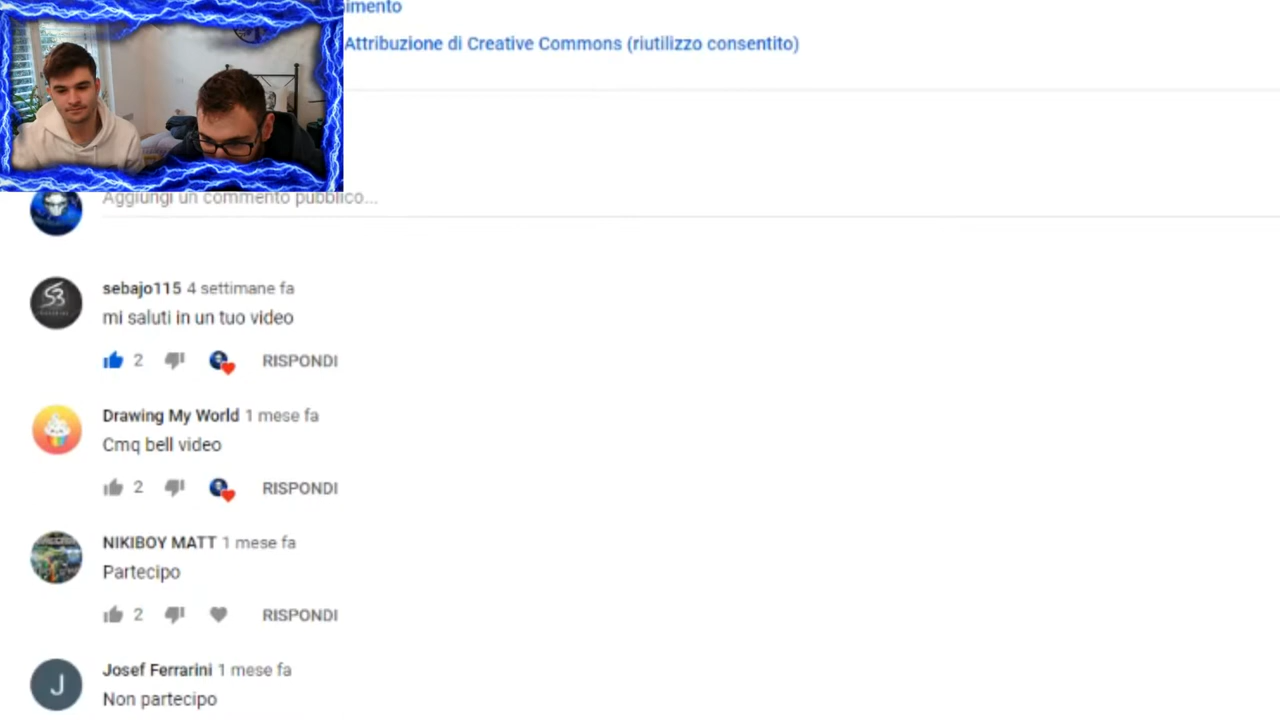 imento
Attribuzione di Creative Commons (riutilizzo consentito)
Aggiungi un commento pubblico...
sebajo115 4 settimane fa
mi saluti in un tuo video
2 RISPONDI
Drawing My World 1 mese fa
Cmq bell video
2 RISPONDI
NIKIBOY MATT 1 mese fa
Partecipo
2 RISPONDI
J
Josef Ferrarini 1 mese fa
Non partecipo